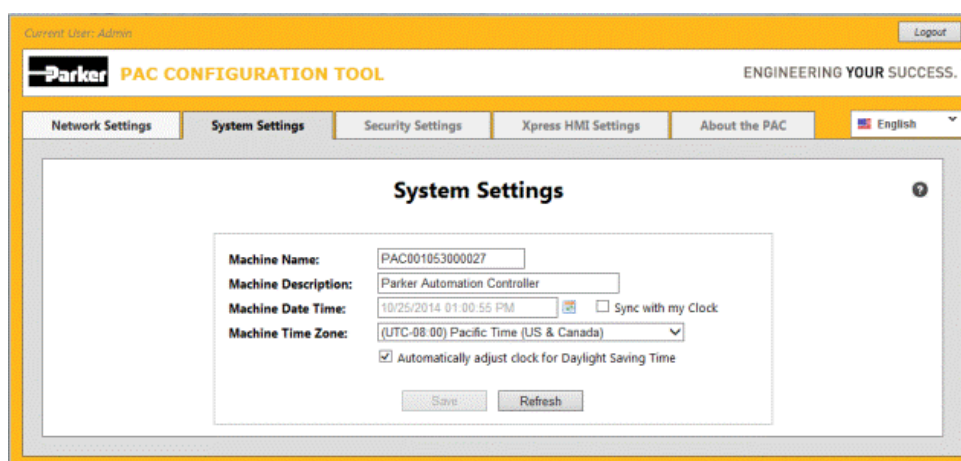 Current User: Admin
Logout
Parker PAC CONFIGURATION TOOL
ENGINEERING YOUR SUCCESS.
Network Settings
System Settings
Security Settings
Xpress HMI Settings
About the PAC
English
System Settings
?
Machine Name: PAC001053000027
Machine Description: Parker Automation Controller
Machine Date Time: 10/25/2014 01:00:55 PM Sync with my Clock
Machine Time Zone: (UTC-08:00) Pacific Time (US & Canada)
Automatically adjust clock for Daylight Saving Time
Save
Refresh